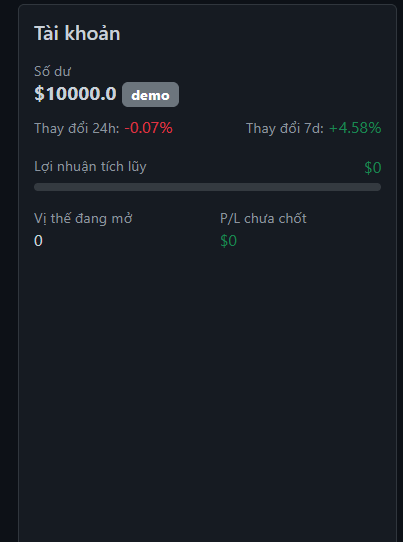 Tài khoản
Số dư
$10000.0 demo
Thay đổi 24h: -0.07% Thay đổi 7d: +4.58%
Lợi nhuận tích lũy $0
Vị thế đang mở P/L chưa chốt
0 $0